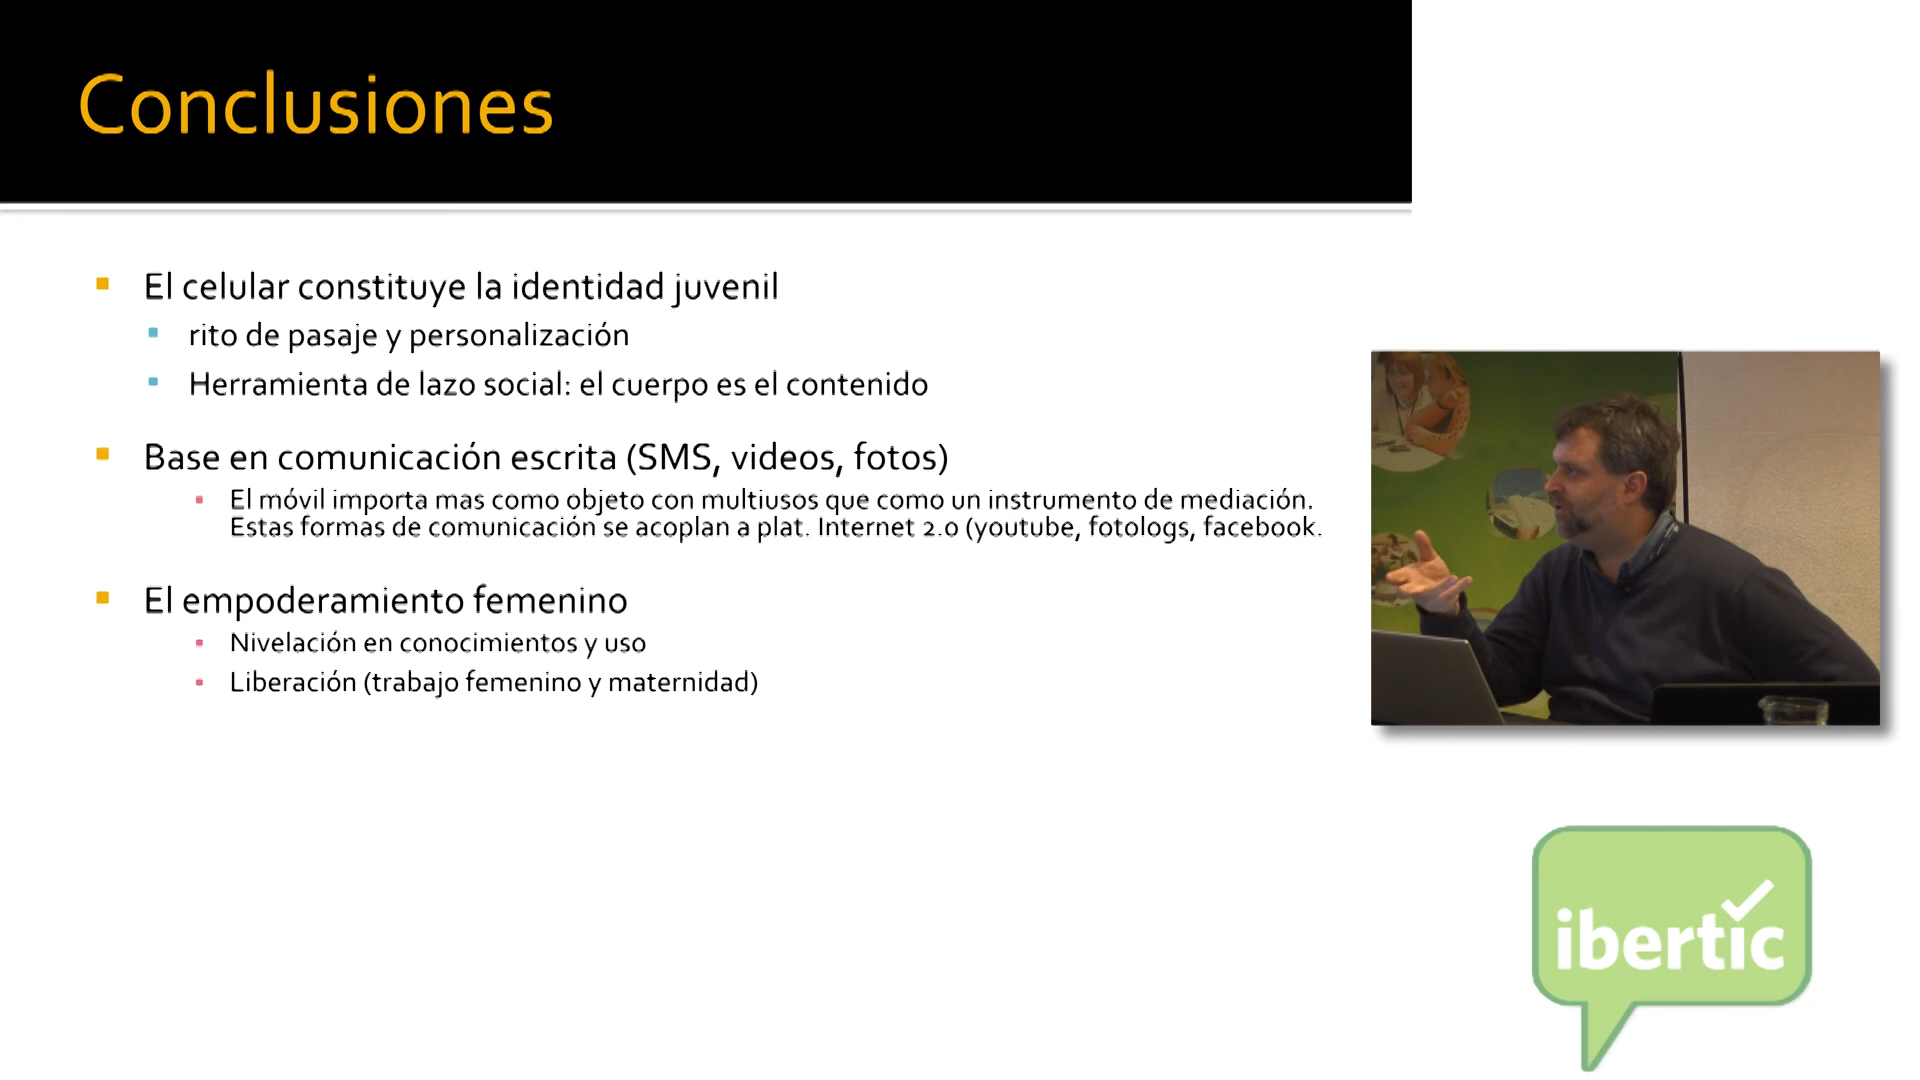 Conclusiones
El celular constituye la identidad juvenil
rito de pasaje y personalización
Herramienta de lazo social: el cuerpo es el contenido
Base en comunicación escrita (SMS, videos, fotos)
El móvil importa mas como objeto con multiusos que como un instrumento de mediación.
Estas formas de comunicación se acoplan a plat. Internet 2.0 (youtube, fotologs, facebook.
El empoderamiento femenino
Nivelación en conocimientos y uso
Liberación (trabajo femenino y maternidad)
ibertic